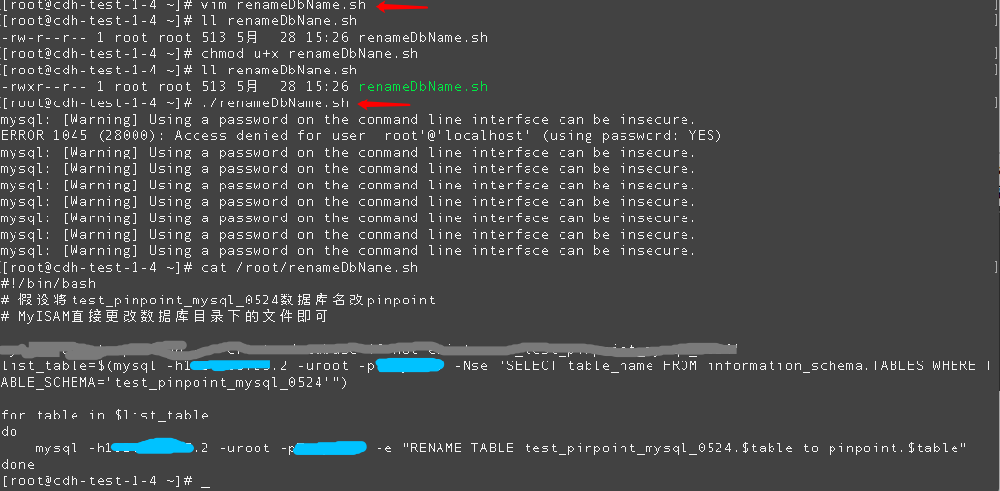 [root@cdh-test-1-4 ~]# vim renameDbName.sh ]
[root@cdh-test-1-4 ~]# ll renameDbName.sh ]
-rw-r--r-- 1 root root 513 5月  28 15:26 renameDbName.sh
[root@cdh-test-1-4 ~]# chmod u+x renameDbName.sh ]
[root@cdh-test-1-4 ~]# ll renameDbName.sh ]
-rwxr--r-- 1 root root 513 5月  28 15:26 renameDbName.sh
[root@cdh-test-1-4 ~]# ./renameDbName.sh ]
mysql: [Warning] Using a password on the command line interface can be insecure.
ERROR 1045 (28000): Access denied for user 'root'@'localhost' (using password: YES)
mysql: [Warning] Using a password on the command line interface can be insecure.
mysql: [Warning] Using a password on the command line interface can be insecure.
mysql: [Warning] Using a password on the command line interface can be insecure.
mysql: [Warning] Using a password on the command line interface can be insecure.
mysql: [Warning] Using a password on the command line interface can be insecure.
mysql: [Warning] Using a password on the command line interface can be insecure.
mysql: [Warning] Using a password on the command line interface can be insecure.
[root@cdh-test-1-4 ~]# cat /root/renameDbName.sh ]
#!/bin/bash
# 假设将test_pinpoint_mysql_0524数据库名改pinpoint
# MyISAM直接更改数据库目录下的文件即可
list_table=$(mysql -h1 .2 -uroot -p -Nse "SELECT table_name FROM information_schema.TABLES WHERE T
ABLE_SCHEMA='test_pinpoint_mysql_0524'")
for table in $list_table
do
mysql -h1 .2 -uroot -p -e "RENAME TABLE test_pinpoint_mysql_0524.$table to pinpoint.$table"
done
[root@cdh-test-1-4 ~]# _